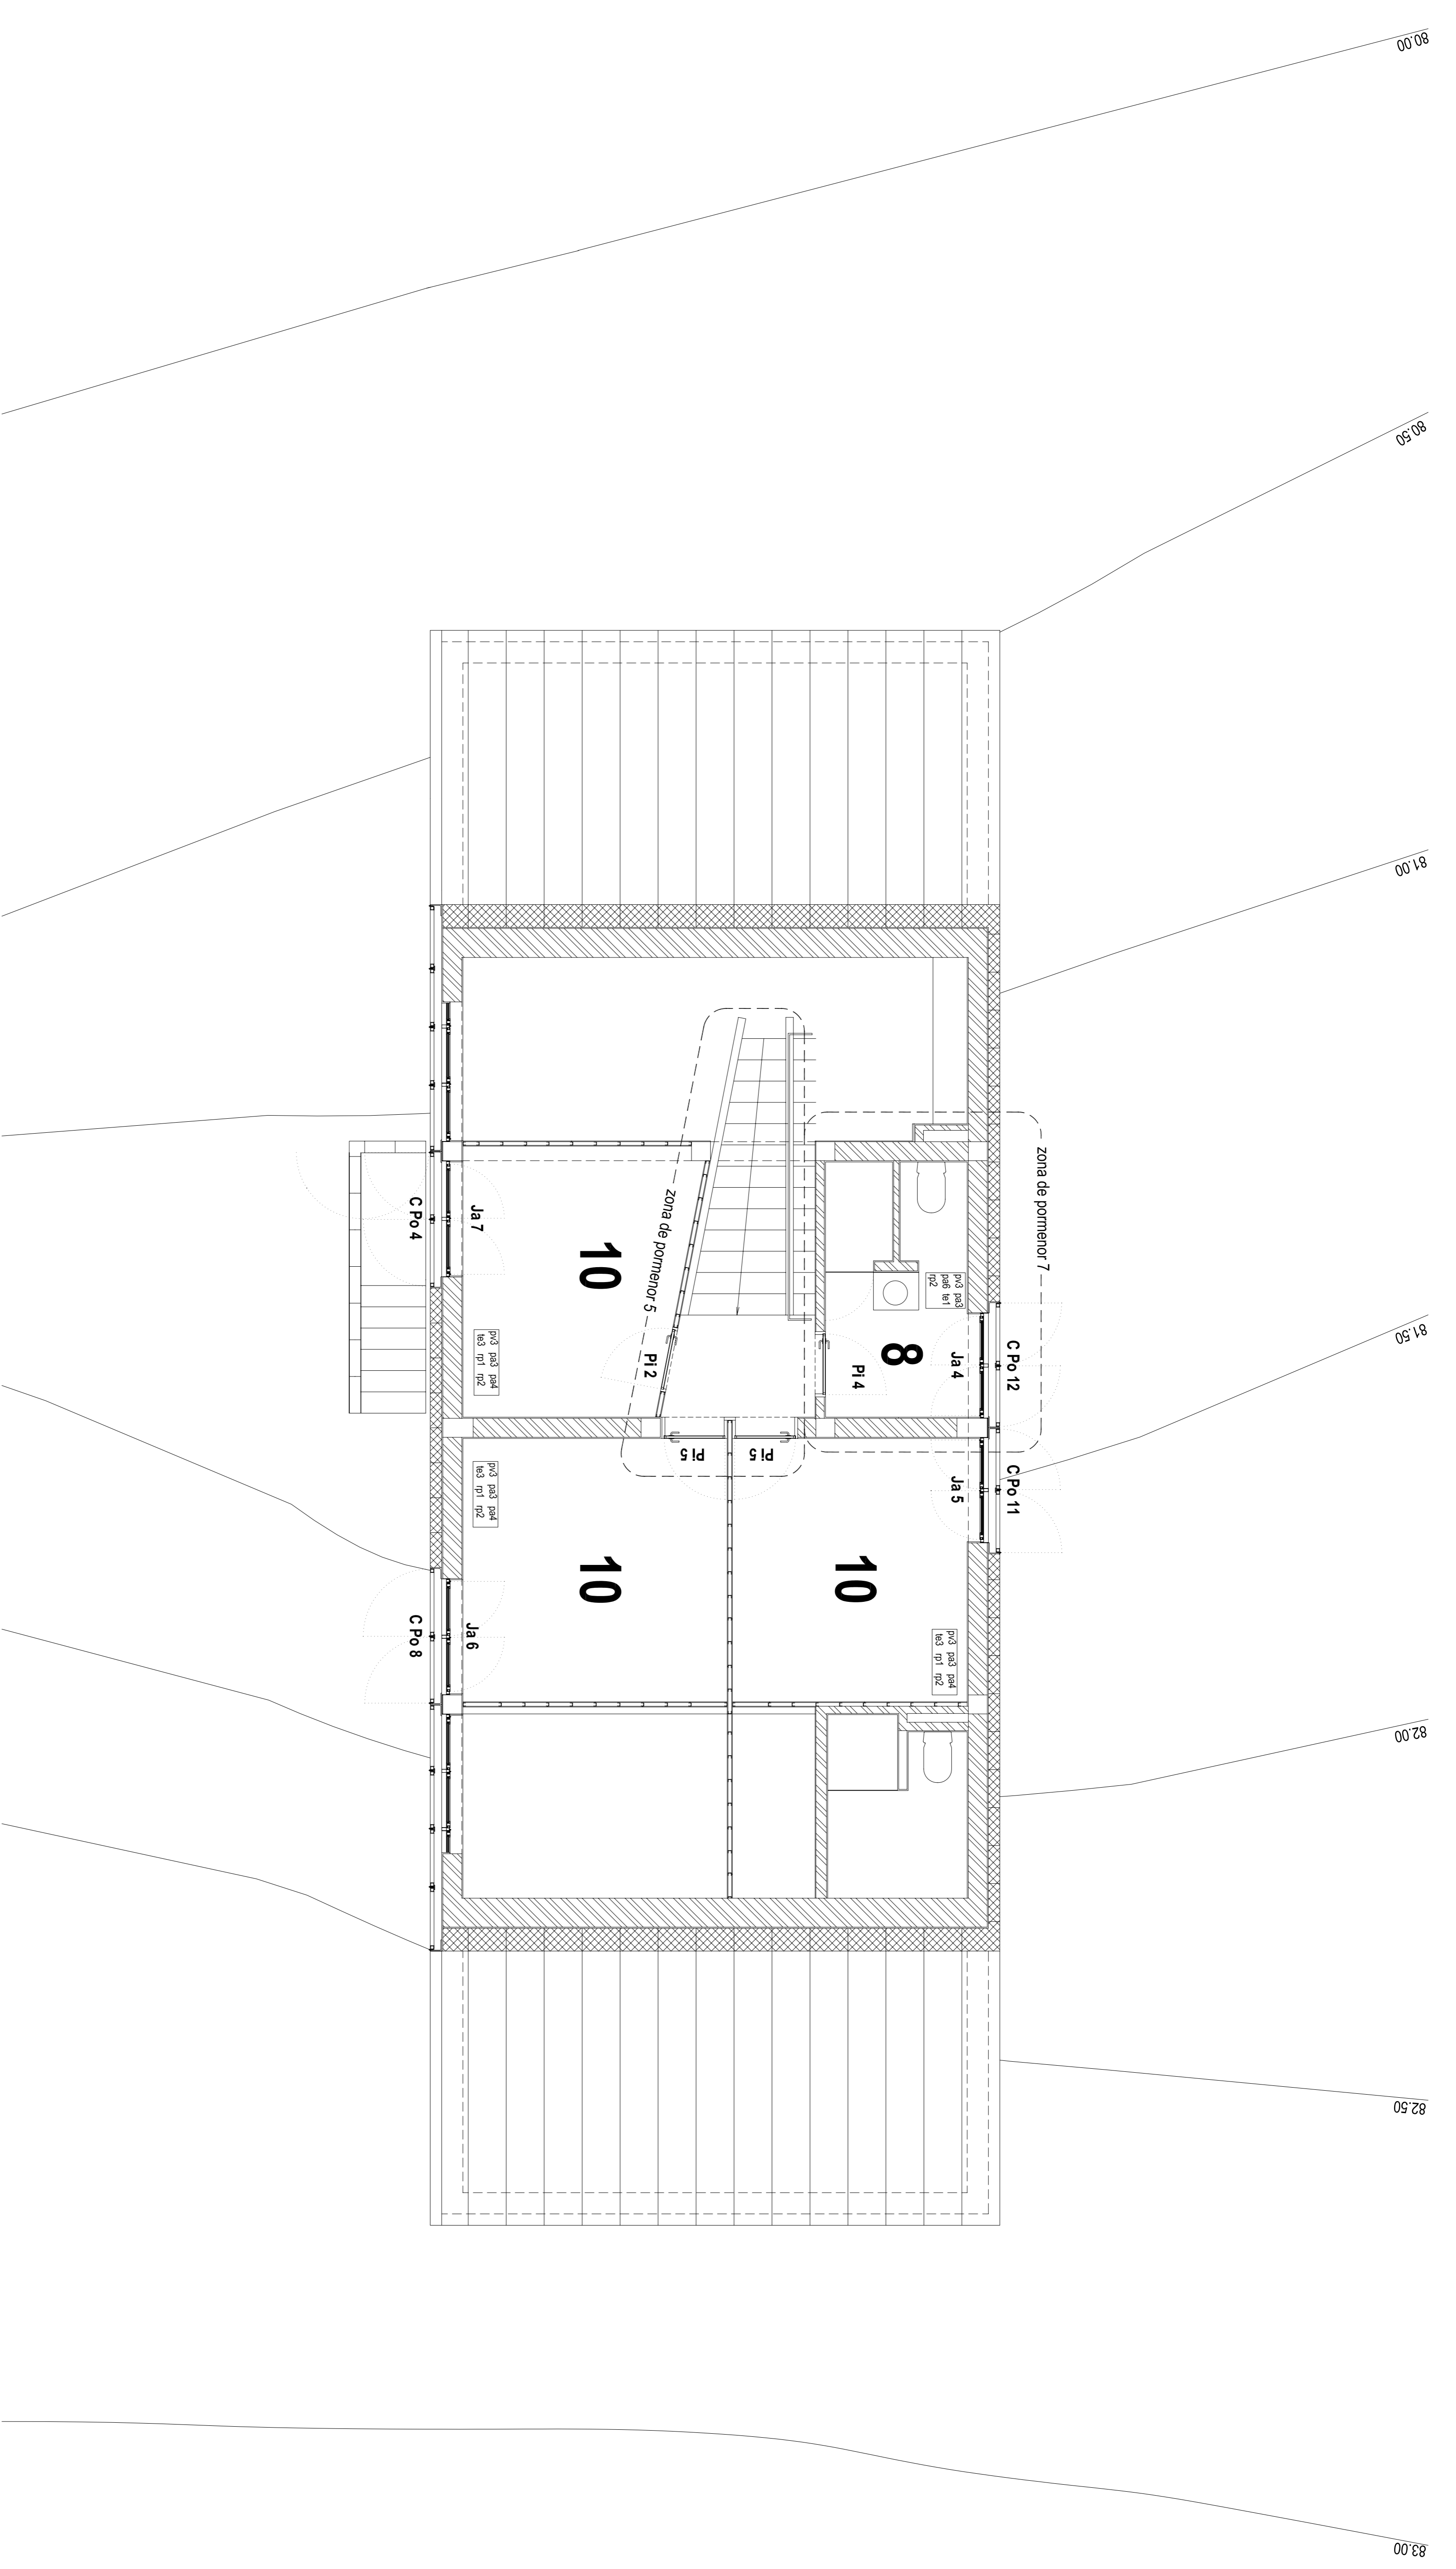 80.00
80.50
81.00
81.50
82.00
82.50
83.00
zona de pormenor 7
zona de pormenor 5
C Po 4
Ja 7
10
pv3 pa3 pa4
te3 rp1 rp2
Pi 2
Pi 4
8
pv3 pa3
pa6 te1
rp2
Ja 4
C Po 12
Pi 5
Pi 5
Ja 5
C Po 11
pv3 pa3 pa4
te3 rp1 rp2
10
10
pv3 pa3 pa4
te3 rp1 rp2
Ja 6
C Po 8